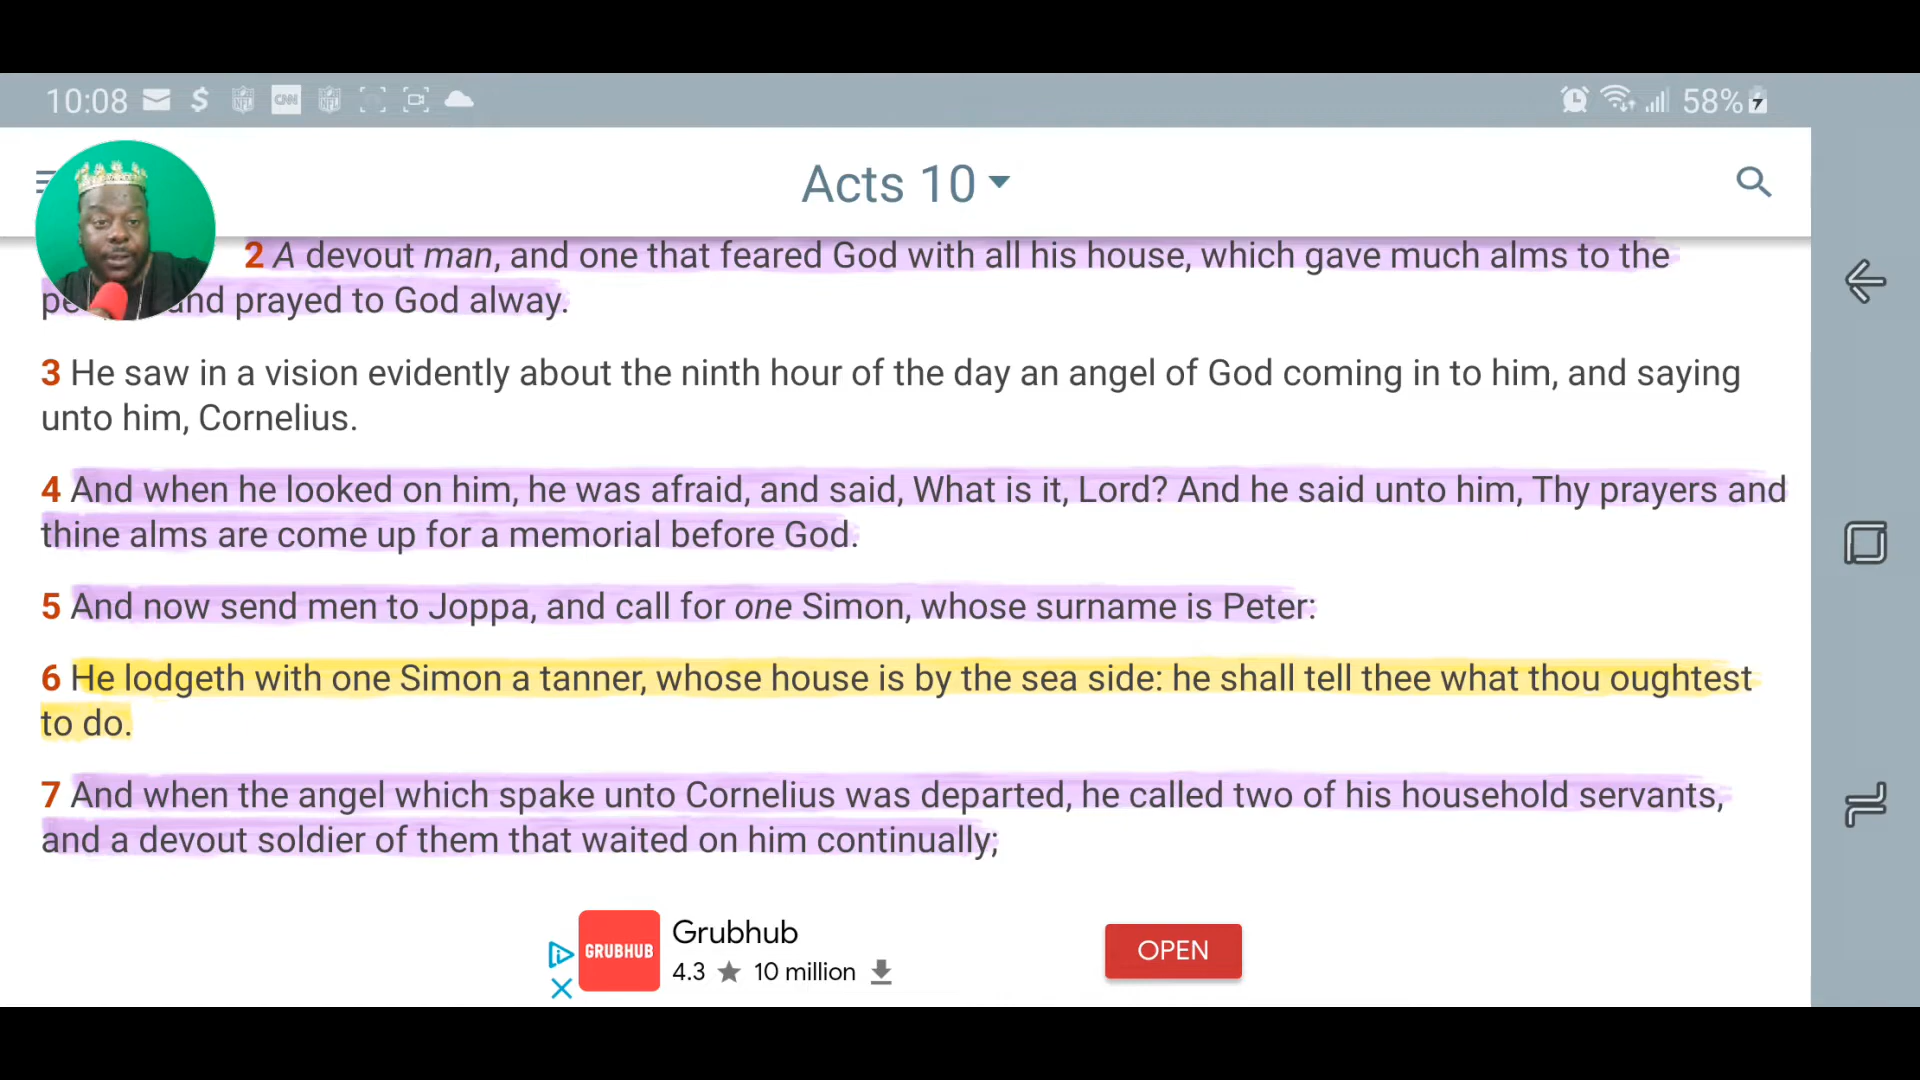 10:08
CNN
58%
Acts 10
2 A devout man, and one that feared God with all his house, which gave much alms to the
and prayed to God alway.
3 He saw in a vision evidently about the ninth hour of the day an angel of God coming in to him, and saying
unto him, Cornelius.
4 And when he looked on him, he was afraid, and said, What is it, Lord? And he said unto him, Thy prayers and
thine alms are come up for a memorial before God.
5 And now send men to Joppa, and call for one Simon, whose surname is Peter:
6 He lodgeth with one Simon a tanner, whose house is by the sea side: he shall tell thee what thou oughtest
to do.
7 And when the angel which spake unto Cornelius was departed, he called two of his household servants,
and a devout soldier of them that waited on him continually;
GRUBHUB
Grubhub
4.3 ★ 10 million
OPEN